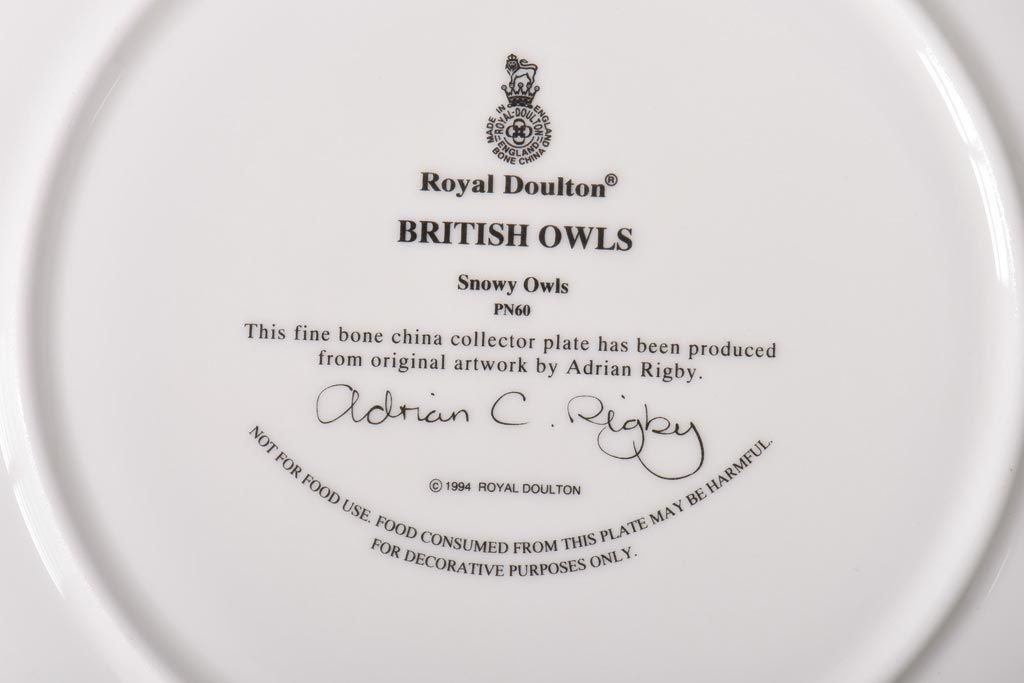 MADE IN ENGLAND
ROYAL-DOULTON
ENGLAND
BONE CHINA
Royal Doulton®
BRITISH OWLS
Snowy Owls
PN60
This fine bone china collector plate has been produced
from original artwork by Adrian Rigby.
Adrian C. Rigby
© 1994 ROYAL DOULTON
NOT FOR FOOD USE. FOOD CONSUMED FROM THIS PLATE MAY BE HARMFUL.
FOR DECORATIVE PURPOSES ONLY.